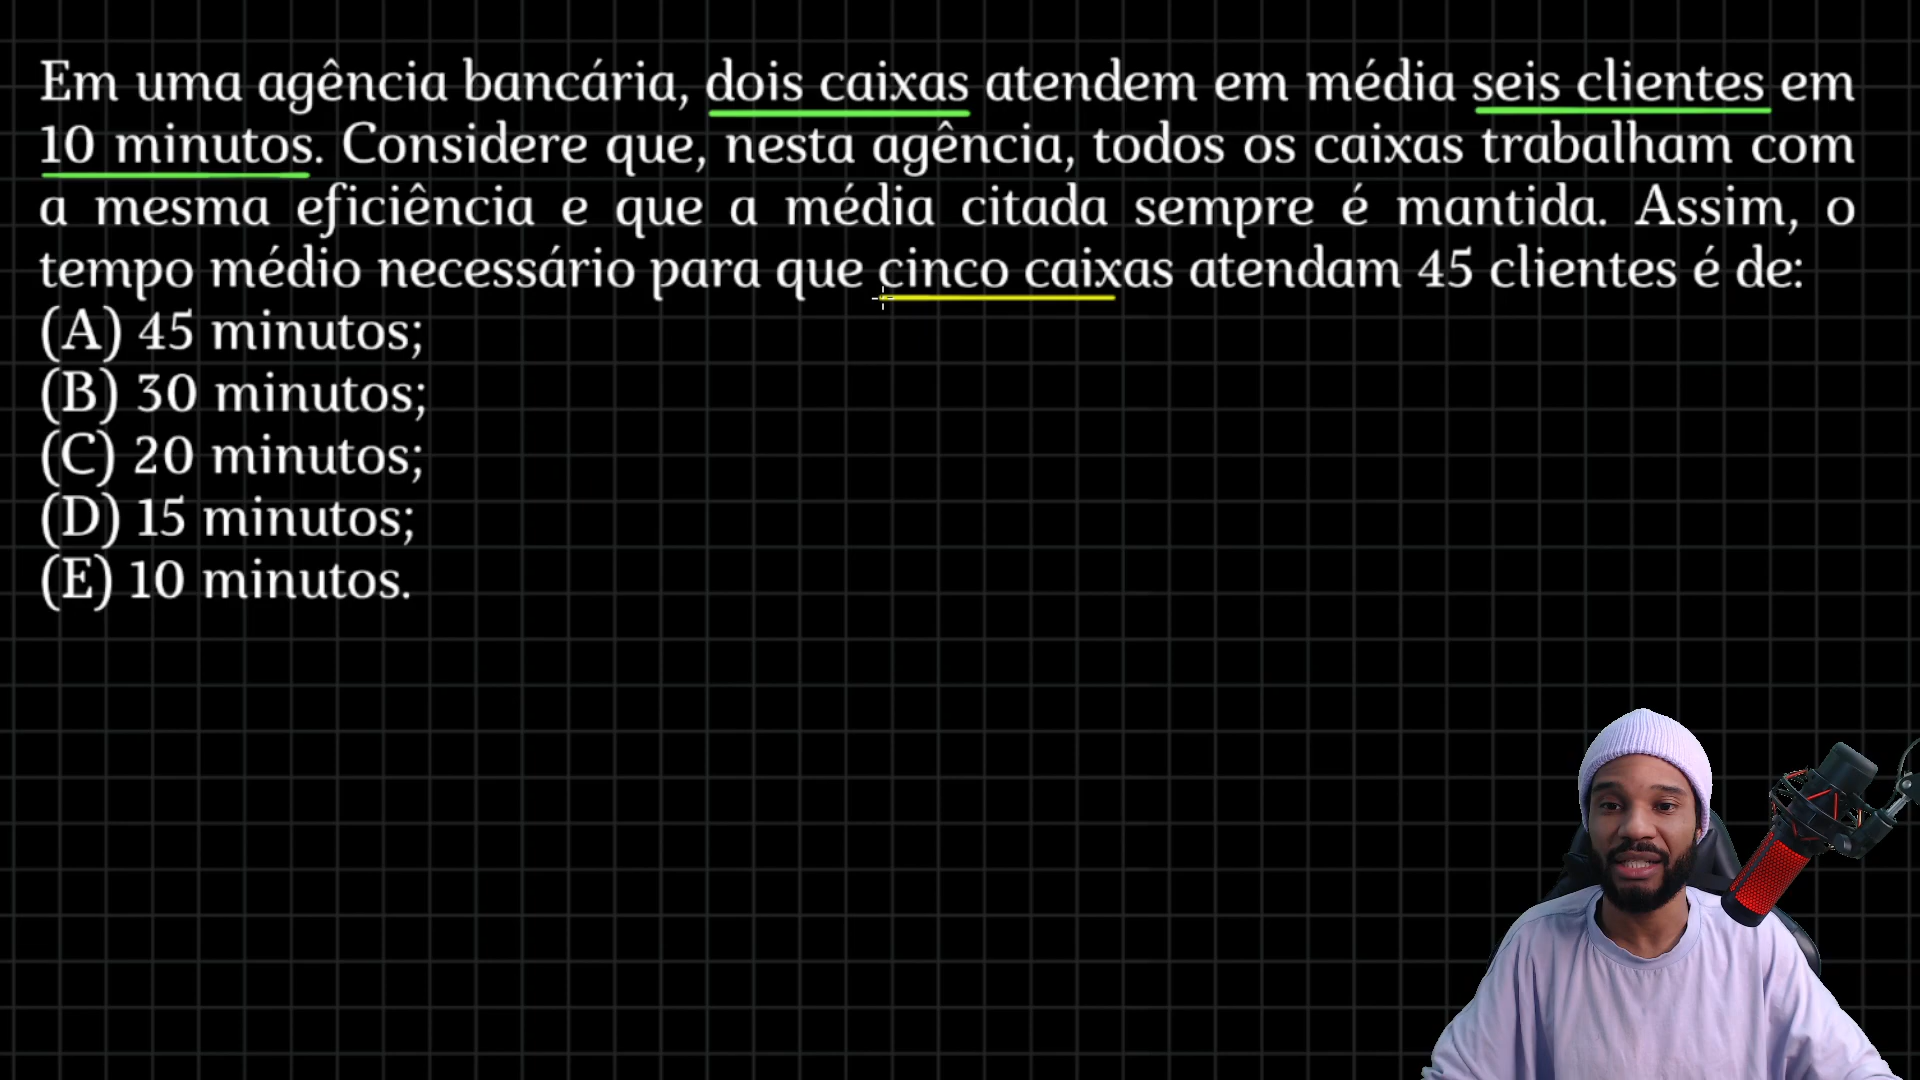 Em uma agência bancária, dois caixas atendem em média seis clientes em
10 minutos. Considere que, nesta agência, todos os caixas trabalham com
a mesma eficiência e que a média citada sempre é mantida. Assim, o
tempo médio necessário para que cinco caixas atendam 45 clientes é de:
(A) 45 minutos;
(B) 30 minutos;
(C) 20 minutos;
(D) 15 minutos;
(E) 10 minutos.